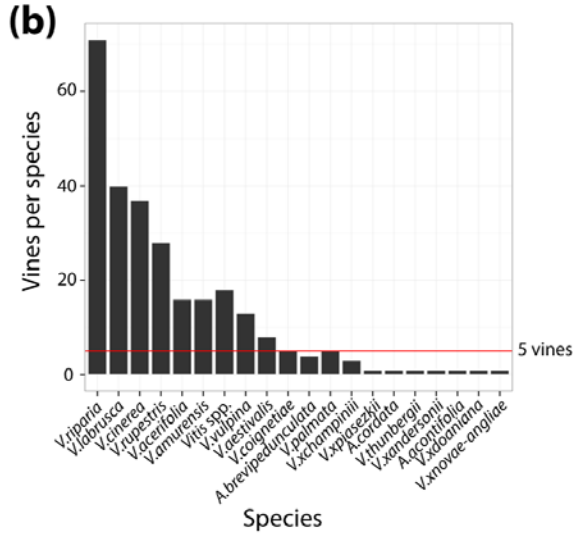 (b)
Vines per species
60
40
20
0
5 vines
V.riparia
V.labrusca
V.cinerea
V.rupestris
V.acerifolia
V.amurensis
Vitis spp.
V.vulpina
V.aestivalis
V.coignetiae
A.brevipedunculata
V.palmata
V.xchampinii
V.xpiasezkii
A.cordata
V.thunbergii
V.xandersonii
A.acontifolia
V.xdoaniana
V.xnovae-angliae
Species